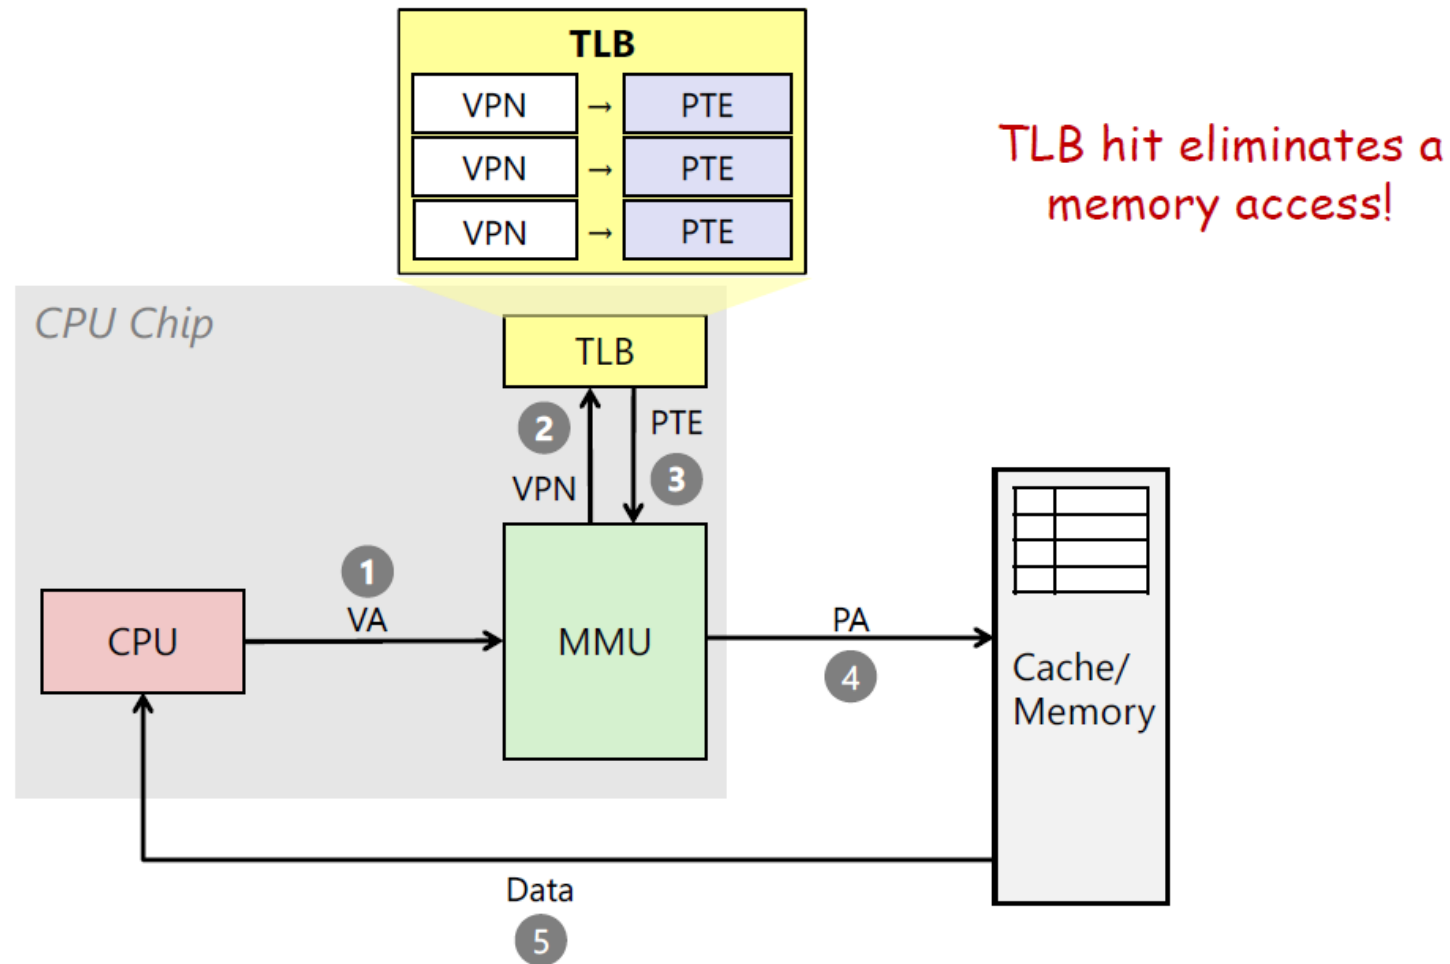 TLB
VPN → PTE
VPN → PTE
VPN → PTE
TLB hit eliminates a
memory access!
CPU Chip
TLB
2
PTE
VPN
3
1
VA
CPU
MMU
PA
4
Cache/
Memory
Data
5